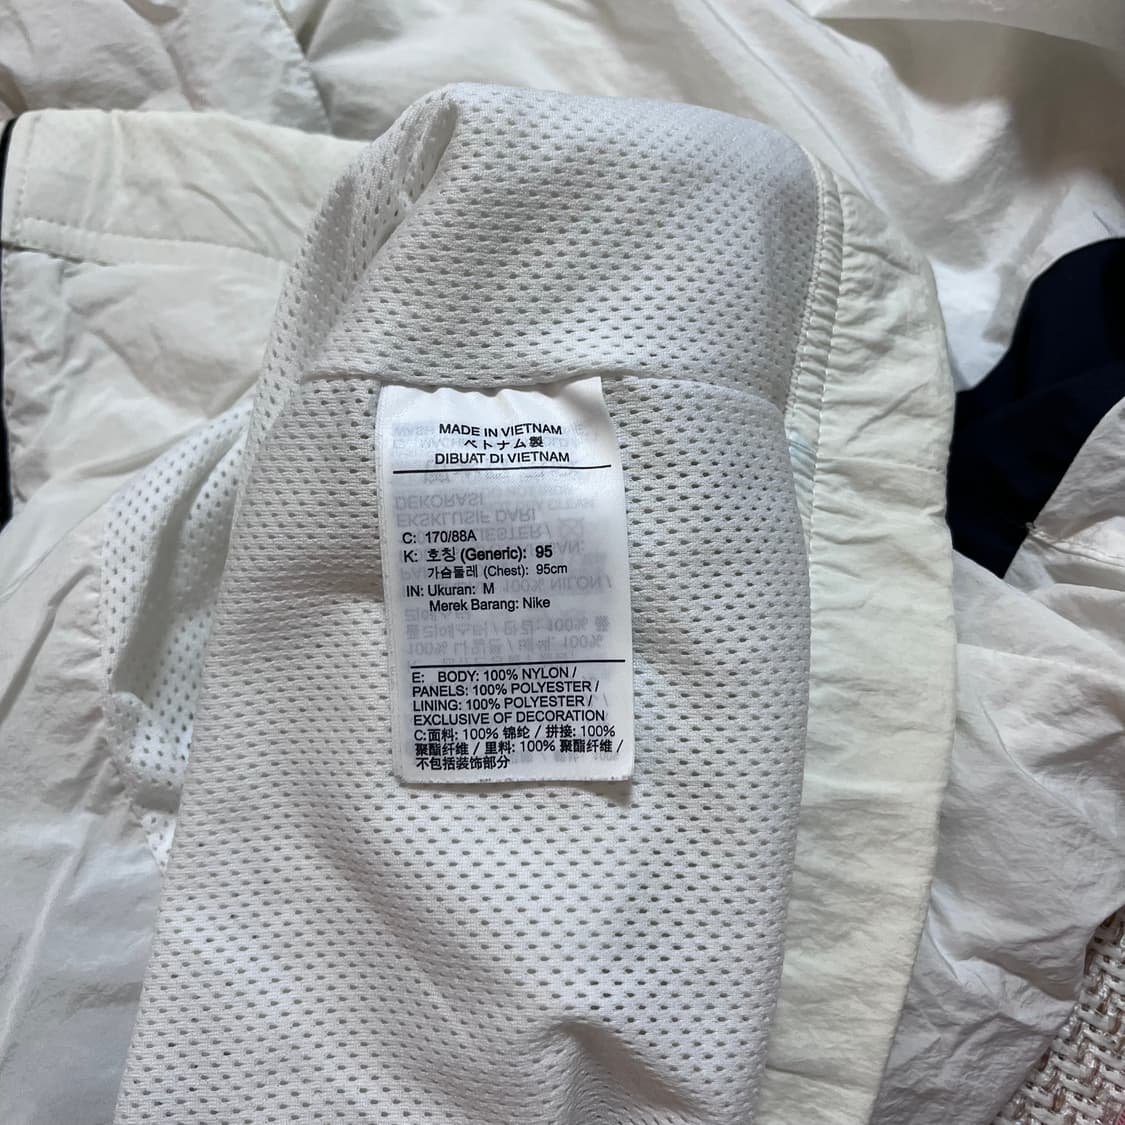 MADE IN VIETNAM
ベトナム製
DIBUAT DI VIETNAM
C: 170/88A
K: 호칭 (Generic): 95
가슴둘레 (Chest): 95cm
IN: Ukuran: M
Merek Barang: Nike
E: BODY: 100% NYLON /
PANELS: 100% POLYESTER /
LINING: 100% POLYESTER /
EXCLUSIVE OF DECORATION
C:面料: 100% 锦纶 / 拼接: 100%
聚酯纤维 / 里料: 100% 聚酯纤维 /
不包括装饰部分